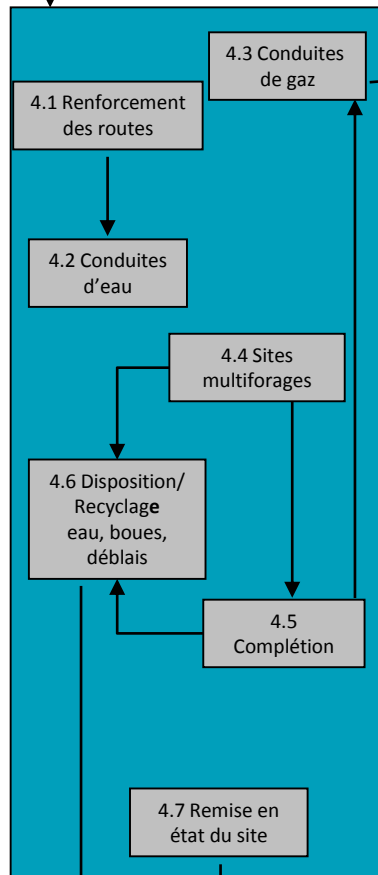 4.3 Conduites
de gaz
4.1 Renforcement
des routes
4.2 Conduites
d’eau
4.4 Sites
multiforages
4.6 Disposition/
Recyclage
eau, boues,
déblais
4.5
Complétion
4.7 Remise en
état du site